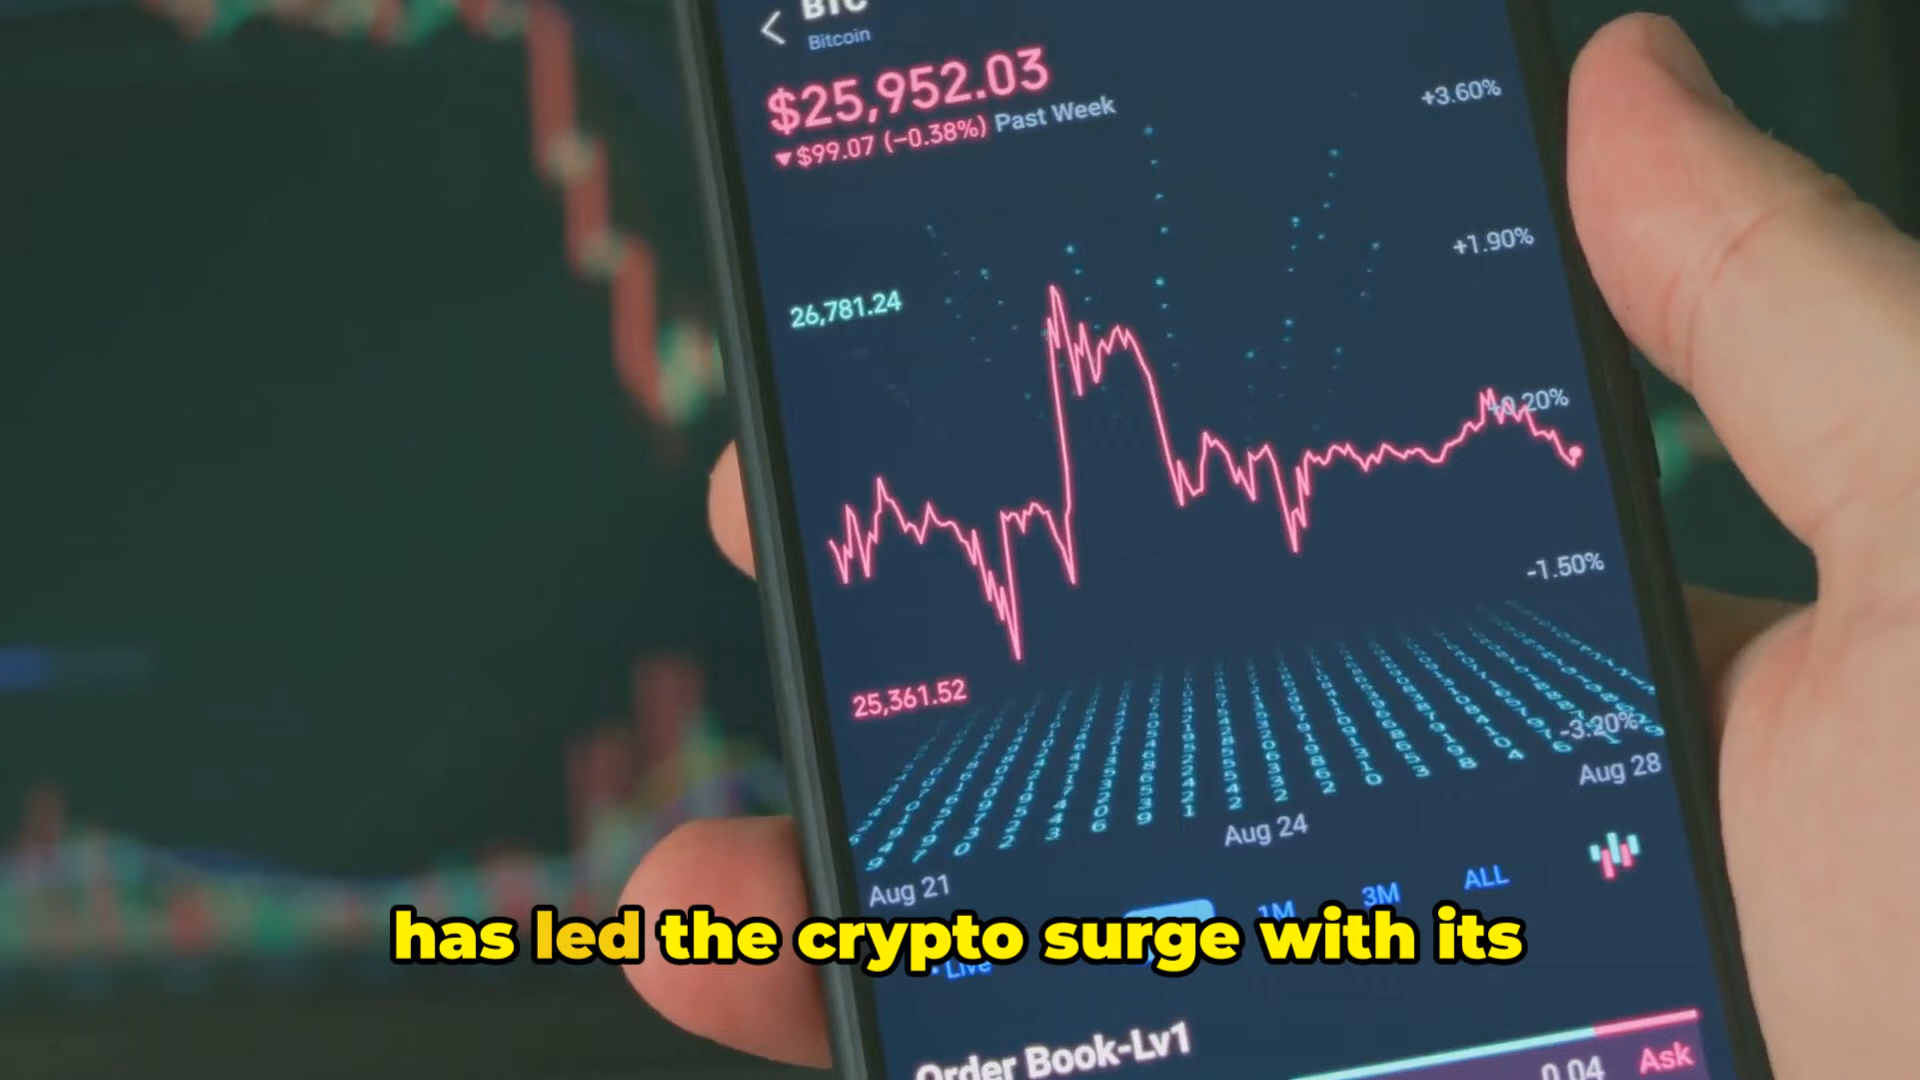 BTC
Bitcoin
$25,952.03
▼$99.07 (-0.38%) Past Week
+3.60%
+1.90%
26,781.24
+0.20%
-1.50%
25,361.52
-3.20%
Aug 21
Aug 24
Aug 28
1M
3M
ALL
has led the crypto surge with its
• Live
Order Book-Lv1
0.04 Ask